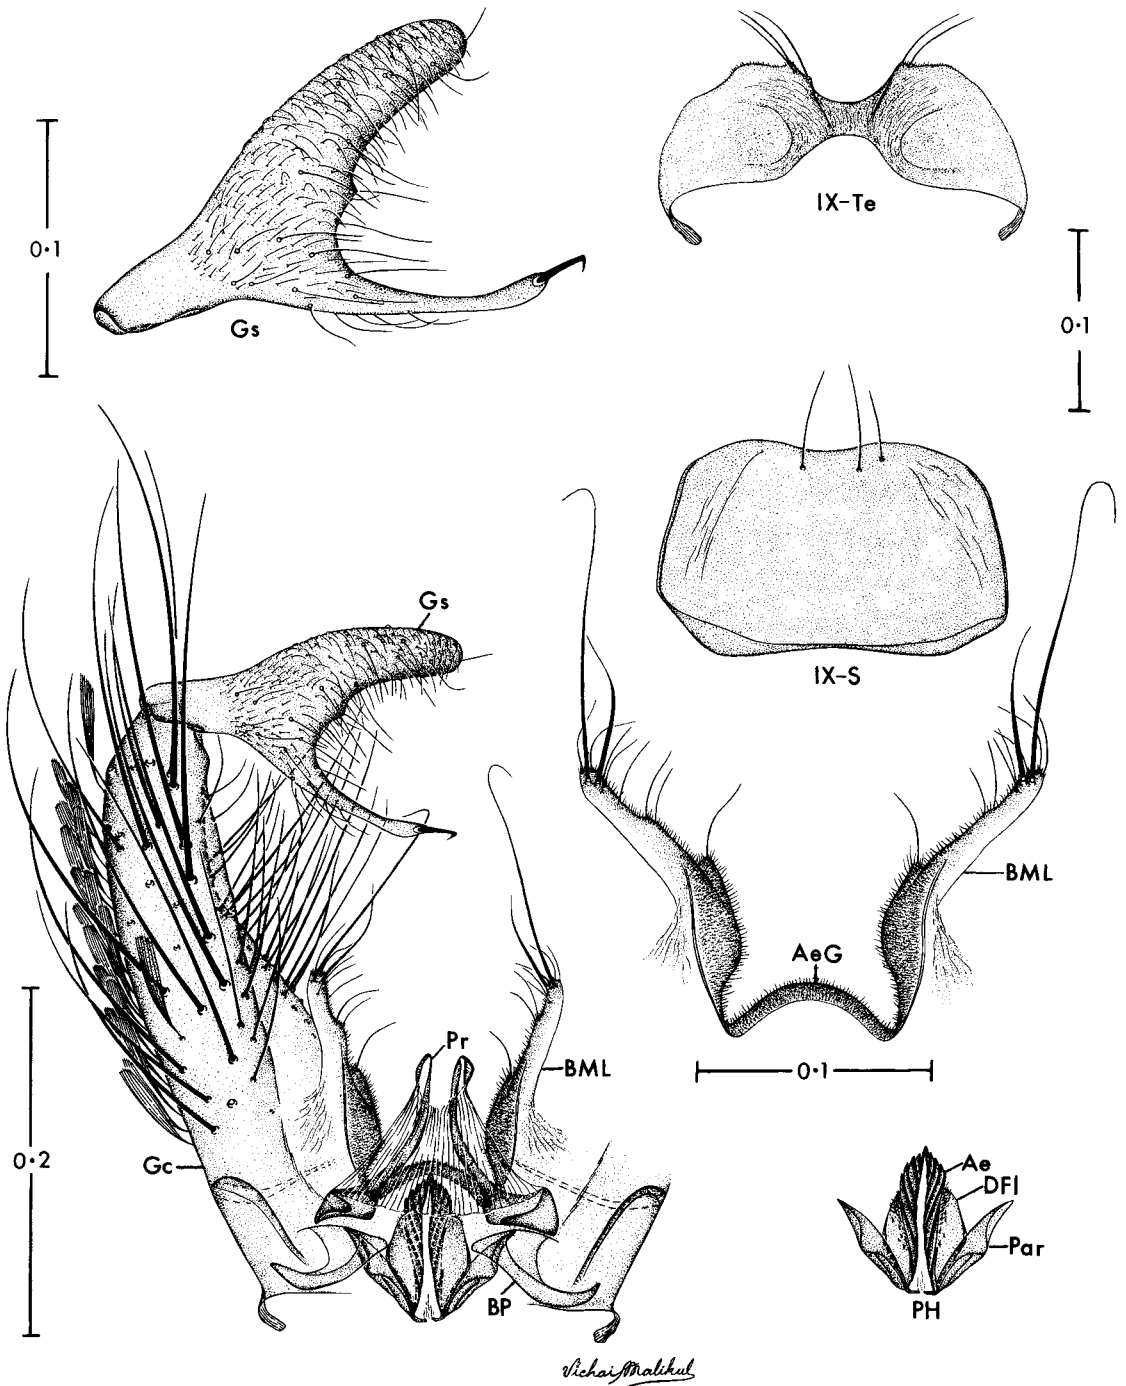 0·1
Gs
IX-Te
0·1
IX-S
Gs
BML
AeG
0·1
Pr
BML
Gc
0·2
BP
Ae
DFl
Par
PH
Vichai Malikul